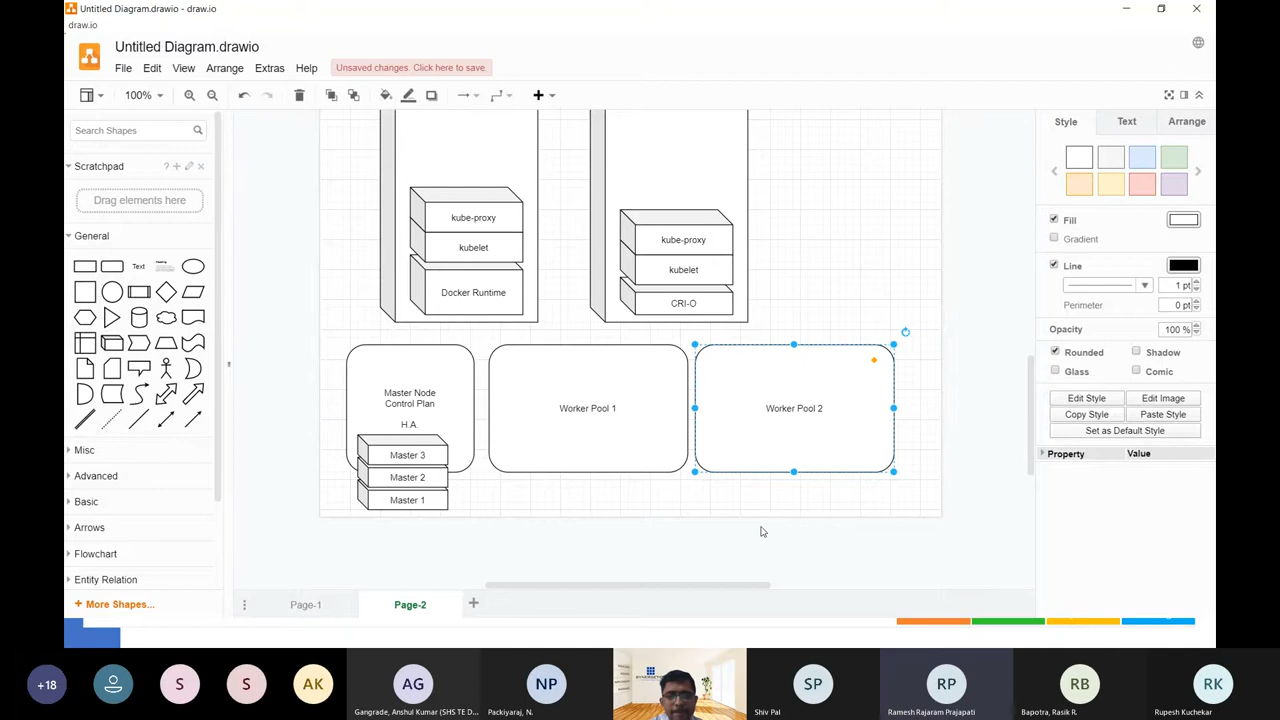 Untitled Diagram.drawio - draw.io
draw.io
Untitled Diagram.drawio
File Edit View Arrange Extras Help
Unsaved changes. Click here to save.
100%
Search Shapes
Scratchpad
?
Drag elements here
General
Text
Heading
Misc
Advanced
Basic
Arrows
Flowchart
Entity Relation
+ More Shapes...
kube-proxy
kubelet
Docker Runtime
kube-proxy
kubelet
CRI-O
Master Node
Control Plan
H.A.
Master 3
Master 2
Master 1
Worker Pool 1
Worker Pool 2
Page-1
Page-2
Style Text Arrange
Fill
Gradient
Line
1 pt
Perimeter 0 pt
Opacity 100 %
Rounded Shadow
Glass Comic
Edit Style Edit Image
Copy Style Paste Style
Set as Default Style
Property Value
+18
S
S
AK
AG
Gangrade, Anshul Kumar (SHS TE D...
NP
Packiyaraj, N.
SP
Shiv Pal
RP
Ramesh Rajaram Prajapati
RB
Bapotra, Rasik R.
RK
Rupesh Kuchekar